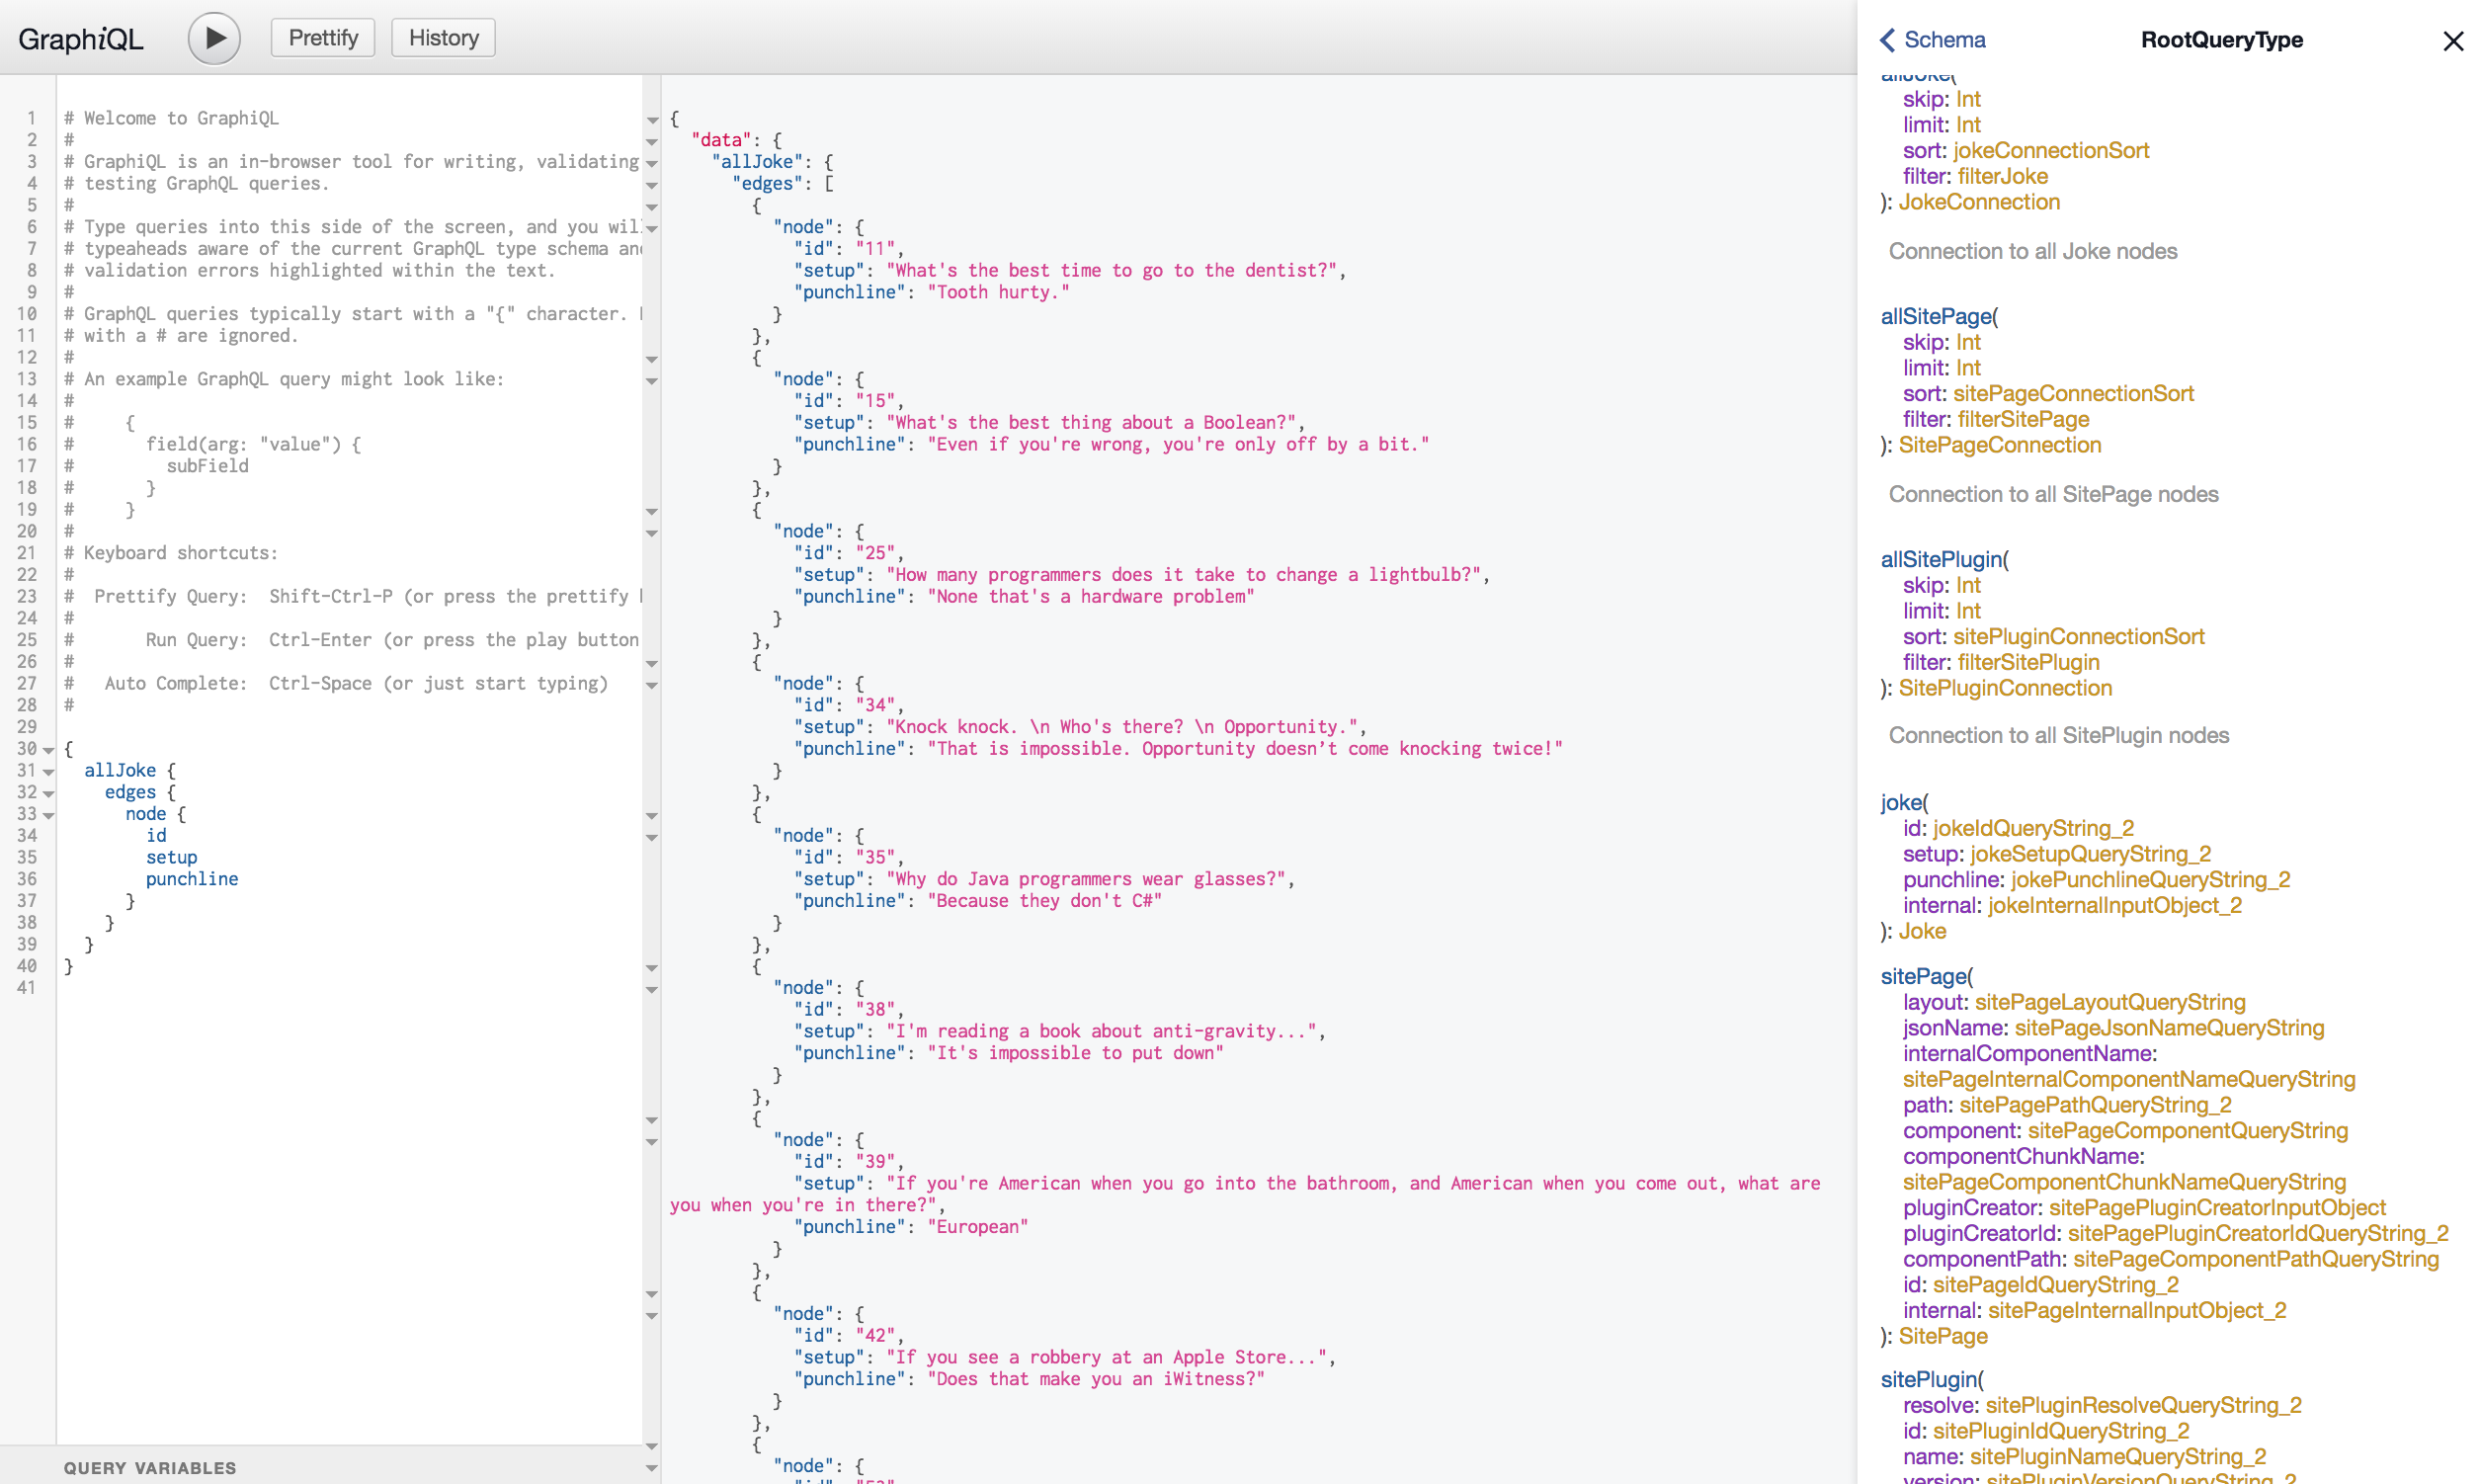 GraphiQL
Prettify
History
1 # Welcome to GraphiQL
2 #
3 # GraphiQL is an in-browser tool for writing, validating
4 # testing GraphQL queries.
5 #
6 # Type queries into this side of the screen, and you wil
7 # typeaheads aware of the current GraphQL type schema an
8 # validation errors highlighted within the text.
9 #
10 # GraphQL queries typically start with a "{" character.
11 # with a # are ignored.
12 #
13 # An example GraphQL query might look like:
14 #
15 #     {
16 #       field(arg: "value") {
17 #         subField
18 #       }
19 #     }
20 #
21 # Keyboard shortcuts:
22 #
23 #  Prettify Query:  Shift-Ctrl-P (or press the prettify
24 #
25 #       Run Query:  Ctrl-Enter (or press the play button
26 #
27 #   Auto Complete:  Ctrl-Space (or just start typing)
28 #
29
30 {
31   allJoke {
32     edges {
33       node {
34         id
35         setup
36         punchline
37       }
38     }
39   }
40 }
41
QUERY VARIABLES
{
  "data": {
    "allJoke": {
      "edges": [
        {
          "node": {
            "id": "11",
            "setup": "What's the best time to go to the dentist?",
            "punchline": "Tooth hurty."
          }
        },
        {
          "node": {
            "id": "15",
            "setup": "What's the best thing about a Boolean?",
            "punchline": "Even if you're wrong, you're only off by a bit."
          }
        },
        {
          "node": {
            "id": "25",
            "setup": "How many programmers does it take to change a lightbulb?",
            "punchline": "None that's a hardware problem"
          }
        },
        {
          "node": {
            "id": "34",
            "setup": "Knock knock. \n Who's there? \n Opportunity.",
            "punchline": "That is impossible. Opportunity doesn’t come knocking twice!"
          }
        },
        {
          "node": {
            "id": "35",
            "setup": "Why do Java programmers wear glasses?",
            "punchline": "Because they don't C#"
          }
        },
        {
          "node": {
            "id": "38",
            "setup": "I'm reading a book about anti-gravity...",
            "punchline": "It's impossible to put down"
          }
        },
        {
          "node": {
            "id": "39",
            "setup": "If you're American when you go into the bathroom, and American when you come out, what are
you when you're in there?",
            "punchline": "European"
          }
        },
        {
          "node": {
            "id": "42",
            "setup": "If you see a robbery at an Apple Store...",
            "punchline": "Does that make you an iWitness?"
          }
        },
        {
          "node": {
Schema
RootQueryType
allJoke(
skip: Int
limit: Int
sort: jokeConnectionSort
filter: filterJoke
): JokeConnection
Connection to all Joke nodes
allSitePage(
skip: Int
limit: Int
sort: sitePageConnectionSort
filter: filterSitePage
): SitePageConnection
Connection to all SitePage nodes
allSitePlugin(
skip: Int
limit: Int
sort: sitePluginConnectionSort
filter: filterSitePlugin
): SitePluginConnection
Connection to all SitePlugin nodes
joke(
id: jokeIdQueryString_2
setup: jokeSetupQueryString_2
punchline: jokePunchlineQueryString_2
internal: jokeInternalInputObject_2
): Joke
sitePage(
layout: sitePageLayoutQueryString
jsonName: sitePageJsonNameQueryString
internalComponentName:
sitePageInternalComponentNameQueryString
path: sitePagePathQueryString_2
component: sitePageComponentQueryString
componentChunkName:
sitePageComponentChunkNameQueryString
pluginCreator: sitePagePluginCreatorInputObject
pluginCreatorId: sitePagePluginCreatorIdQueryString_2
componentPath: sitePageComponentPathQueryString
id: sitePageIdQueryString_2
internal: sitePageInternalInputObject_2
): SitePage
sitePlugin(
resolve: sitePluginResolveQueryString_2
id: sitePluginIdQueryString_2
name: sitePluginNameQueryString_2
version: sitePluginVersionQueryString_2